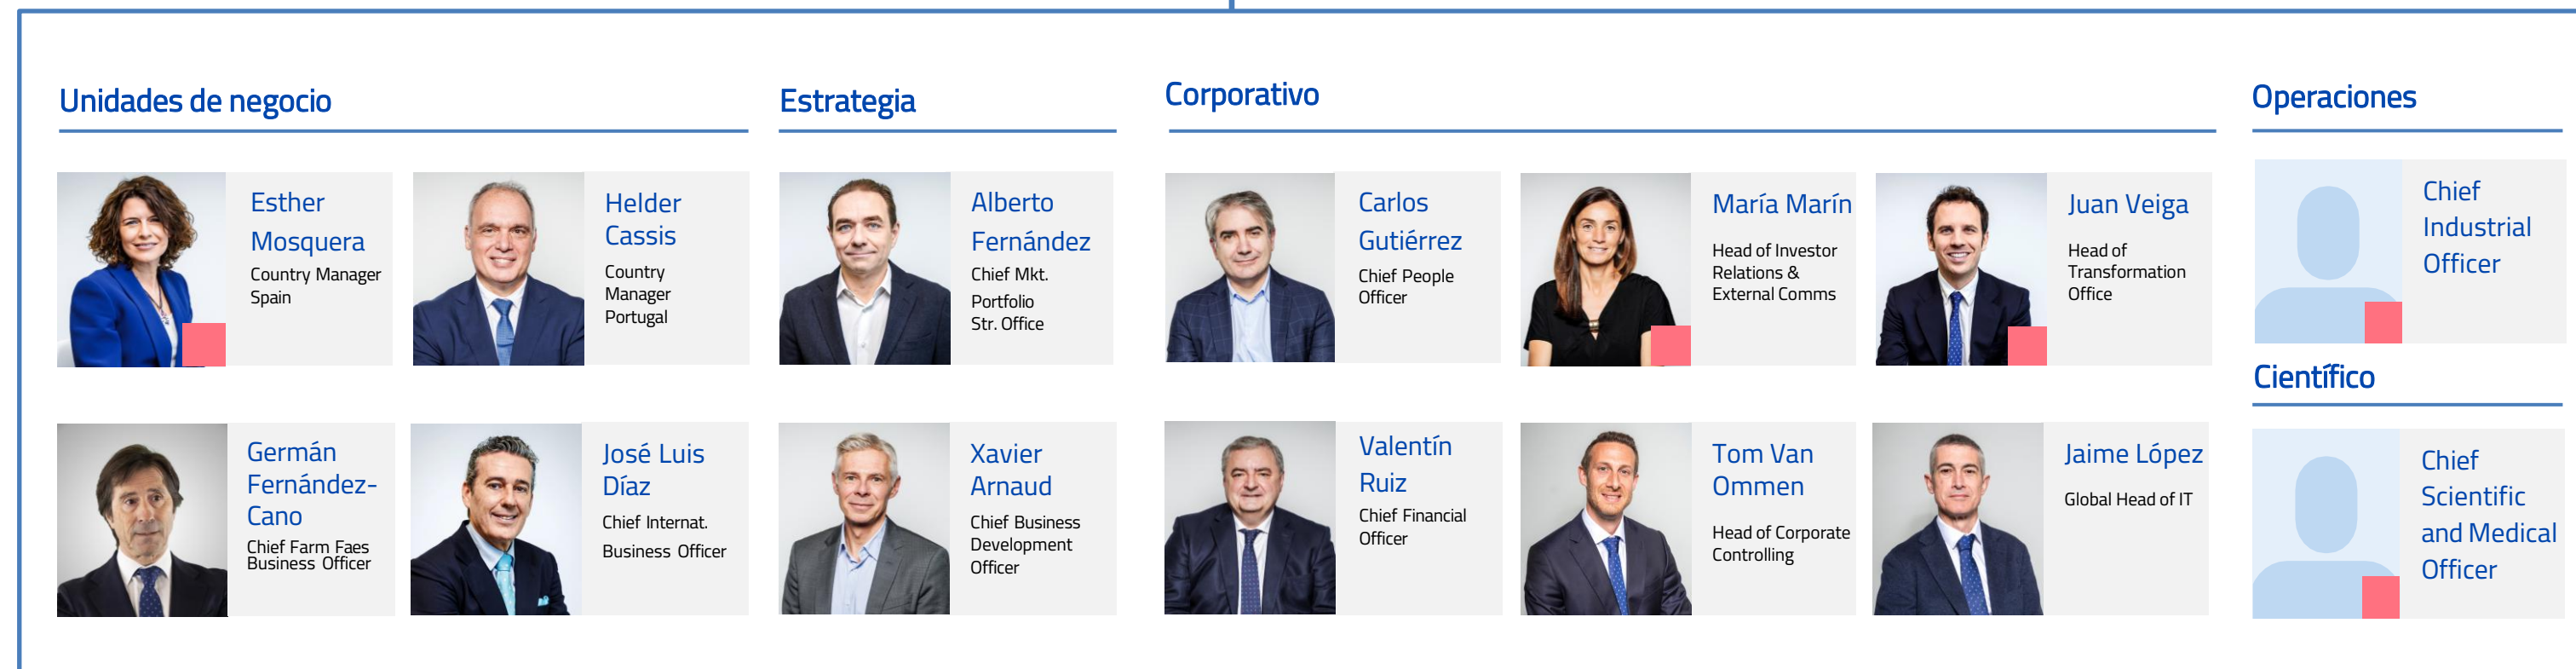 Unidades de negocio
Estrategia
Corporativo
Operaciones
Esther
Mosquera
Country Manager
Spain
Helder
Cassis
Country
Manager
Portugal
Alberto
Fernández
Chief Mkt.
Portfolio
Str. Office
Carlos
Gutiérrez
Chief People
Officer
María Marín
Head of Investor
Relations &
External Comms
Juan Veiga
Head of
Transformation
Office
Chief
Industrial
Officer
Científico
Germán
Fernández-
Cano
Chief Farm Faes
Business Officer
José Luis
Díaz
Chief Internat.
Business Officer
Xavier
Arnaud
Chief Business
Development
Officer
Valentín
Ruiz
Chief Financial
Officer
Tom Van
Ommen
Head of Corporate
Controlling
Jaime López
Global Head of IT
Chief
Scientific
and Medical
Officer